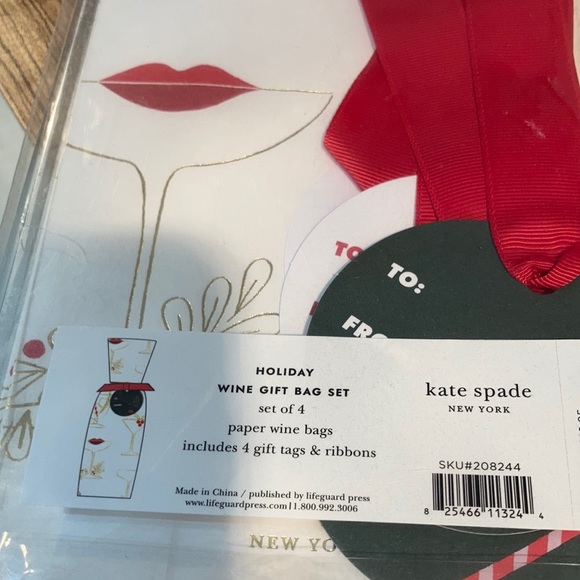 TO:
TO:
HOLIDAY
WINE GIFT BAG SET
set of 4
paper wine bags
includes 4 gift tags & ribbons
Made in China / published by lifeguard press
www.lifeguardpress.com | 1.800.992.3006
kate spade
NEW YORK
SKU#208244
8 25466 11324 4
NEW